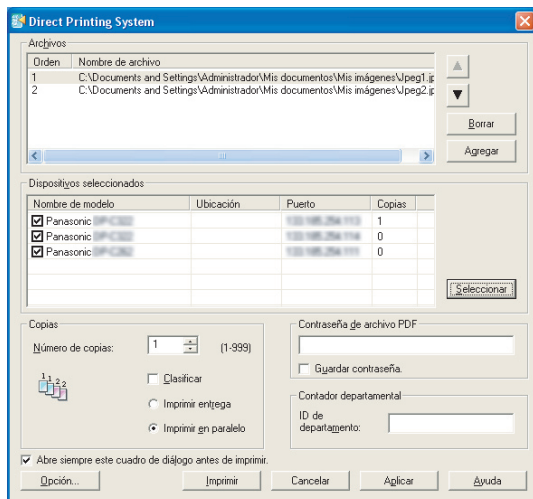 Direct Printing System
Archivos
Orden Nombre de archivo
1 C:\Documents and Settings\Administrador\Mis documentos\Mis imágenes\Jpeg1.jp
2 C:\Documents and Settings\Administrador\Mis documentos\Mis imágenes\Jpeg2.jp
Borrar
Agregar
Dispositivos seleccionados
Nombre de modelo Ubicación Puerto Copias
Panasonic 1
Panasonic 0
Panasonic 0
Seleccionar
Copias
Número de copias: 1 (1-999)
1 1 2 2
Clasificar
Imprimir entrega
Imprimir en paralelo
Contraseña de archivo PDF
Guardar contraseña.
Contador departamental
ID de
departamento:
Abre siempre este cuadro de diálogo antes de imprimir.
Opción... Imprimir Cancelar Aplicar Ayuda